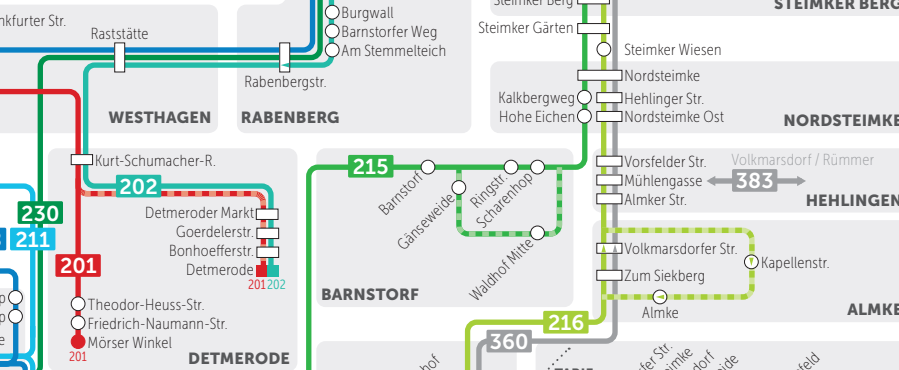 nkfurter Str.
Raststätte
WESTHAGEN
Burgwall
Barnstorfer Weg
Am Stemmelteich
Rabenbergstr.
RABENBERG
Steimker Berg
STEIMKER BERG
Steimker Gärten
Steimker Wiesen
Nordsteimke
Kalkbergweg
Hehlinger Str.
Hohe Eichen
Nordsteimke Ost
NORDSTEIMKE
Kurt-Schumacher-R.
202
Detmeroder Markt
Goerdelerstr.
Bonhoefferstr.
Detmerode
201 202
230
211
201
Theodor-Heuss-Str.
Friedrich-Naumann-Str.
Mörser Winkel
201
DETMERODE
215
Barnstorf
Gänseweide
Ringstr.
Scharenhop
Waldhof Mitte
BARNSTORF
Vorsfelder Str.
Mühlengasse
Almker Str.
Volkmarsdorf / Rümmer
383
HEHLINGEN
Volkmarsdorfer Str.
Zum Siekberg
Kapellenstr.
Almke
ALMKE
216
360